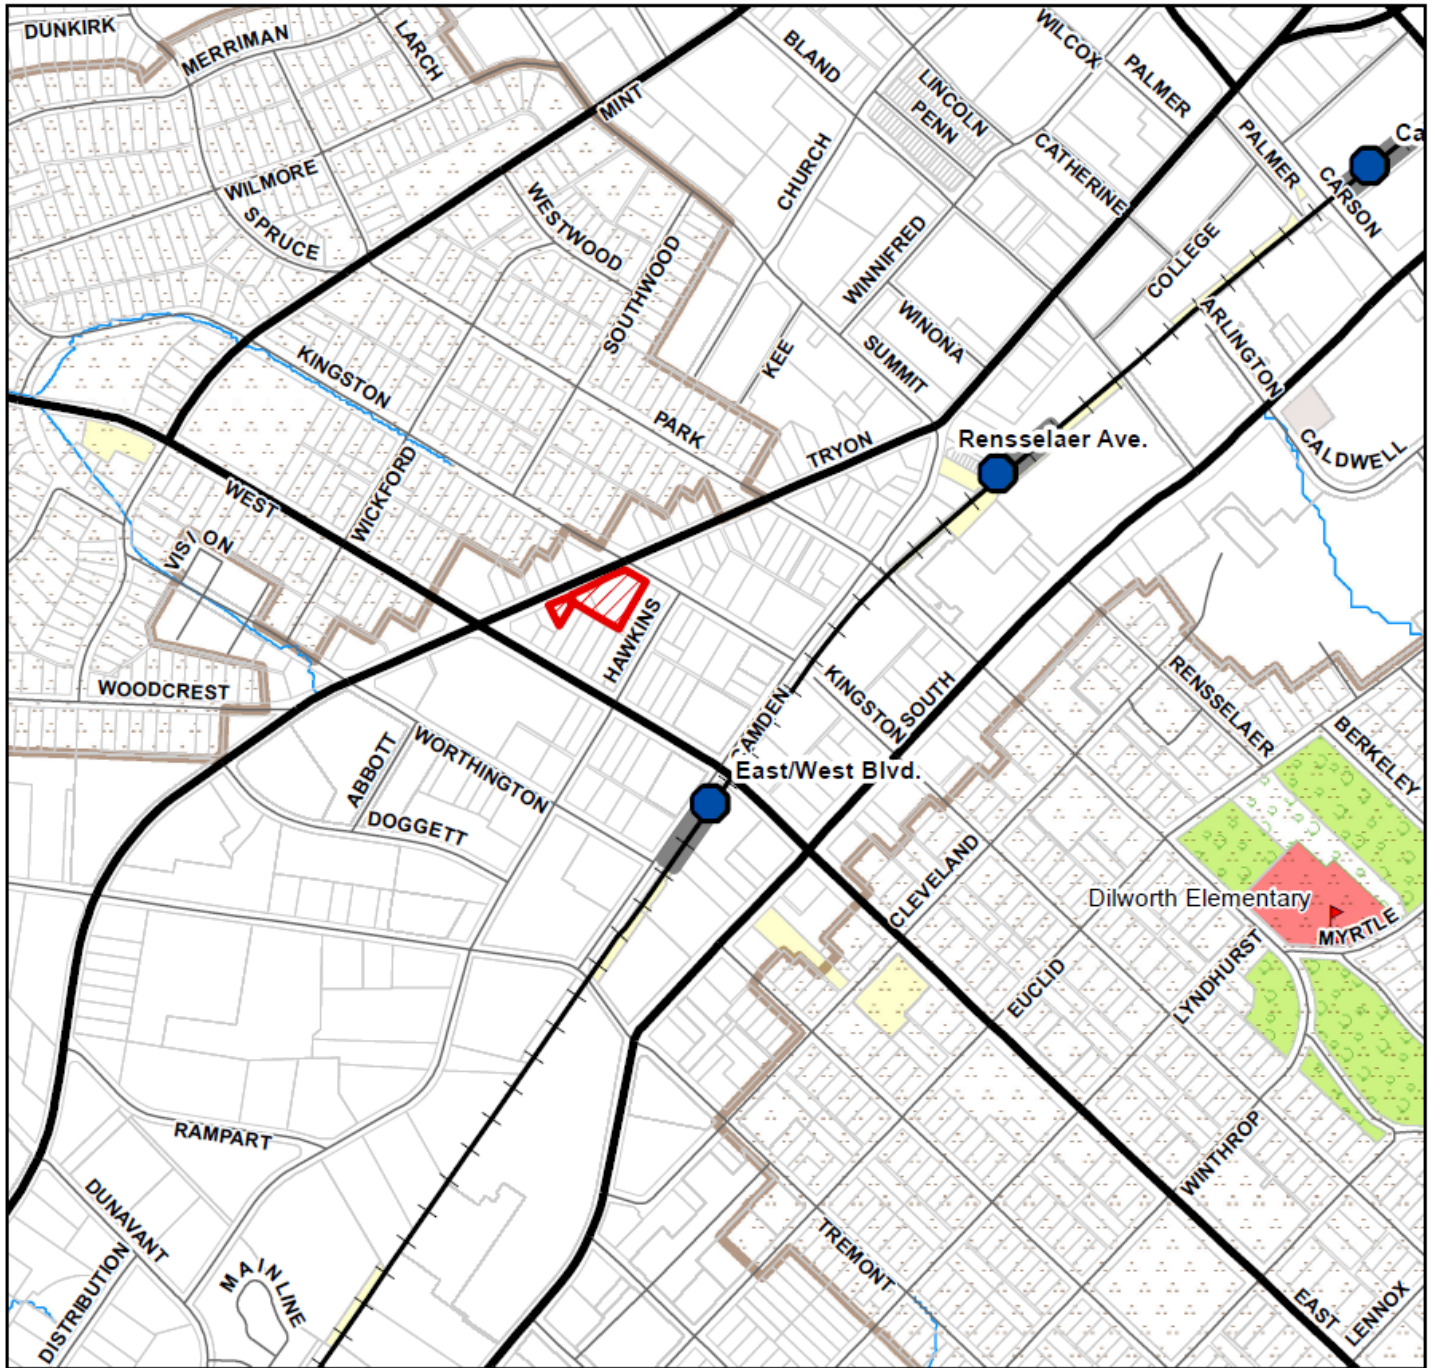 DUNKIRK
MERRIMAN
LARCH
MINT
BLAND
WILCOX
PALMER
LINCOLN
PENN
CHURCH
CATHERINE
PALMER
Ca
CARSON
WILMORE
SPRUCE
WESTWOOD
SOUTHWOOD
WINNIFRED
COLLEGE
WINONA
SUMMIT
ARLINGTON
KINGSTON
KEE
PARK
TRYON
Rensselaer Ave.
CALDWELL
WEST
WICKFORD
VISION
HAWKINS
WOODCREST
KINGSTON
SOUTH
RENSSELAER
BERKELEY
CAMDEN
East/West Blvd.
ABBOTT
WORTHINGTON
DOGGETT
CLEVELAND
Dilworth Elementary
MYRTLE
LYNDHURST
EUCLID
RAMPART
WINTHROP
DUNAVANT
TREMONT
DISTRIBUTION
MAINLINE
EAST
LENNOX